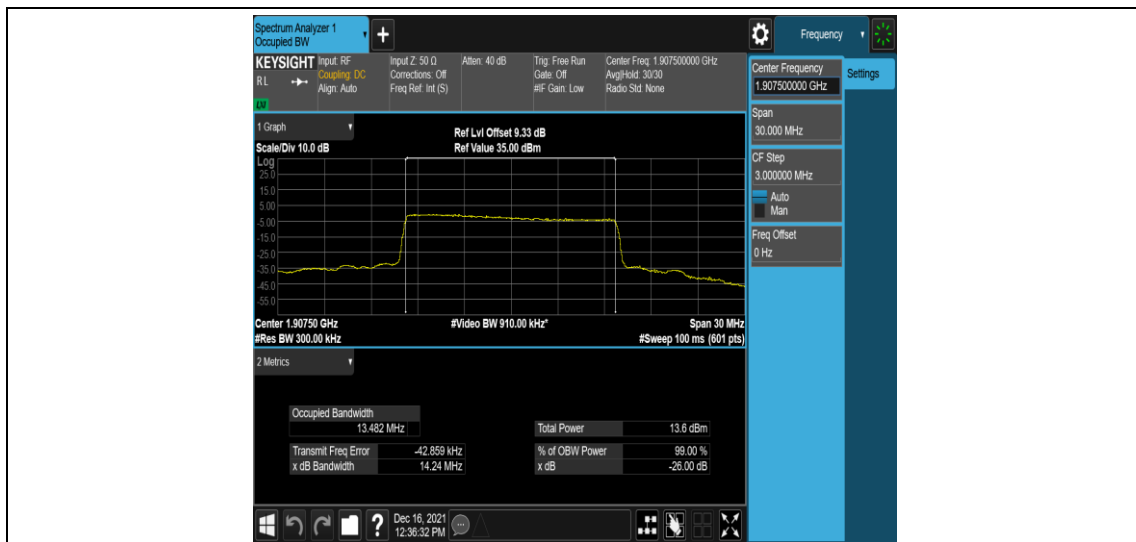 Spectrum Analyzer 1
Occupied BW
Frequency
KEYSIGHT
R L
LXI
Input: RF
Coupling: DC
Align: Auto
Input Z: 50 Ω
Corrections: Off
Freq Ref: Int (S)
Atten: 40 dB
Trig: Free Run
Gate: Off
#IF Gain: Low
Center Freq: 1.907500000 GHz
Avg|Hold: 30/30
Radio Std: None
Center Frequency
1.907500000 GHz
Settings
Span
30.000 MHz
CF Step
3.000000 MHz
Auto
Man
Freq Offset
0 Hz
1 Graph
Ref Lvl Offset 9.33 dB
Scale/Div 10.0 dB
Ref Value 35.00 dBm
Log
25.0
15.0
5.00
-5.00
-15.0
-25.0
-35.0
-45.0
-55.0
Center 1.90750 GHz
#Video BW 910.00 kHz*
Span 30 MHz
#Res BW 300.00 kHz
#Sweep 100 ms (601 pts)
2 Metrics
Occupied Bandwidth
13.482 MHz
Total Power
13.6 dBm
Transmit Freq Error
-42.859 kHz
% of OBW Power
99.00 %
x dB Bandwidth
14.24 MHz
x dB
-26.00 dB
?
Dec 16, 2021
12:36:32 PM